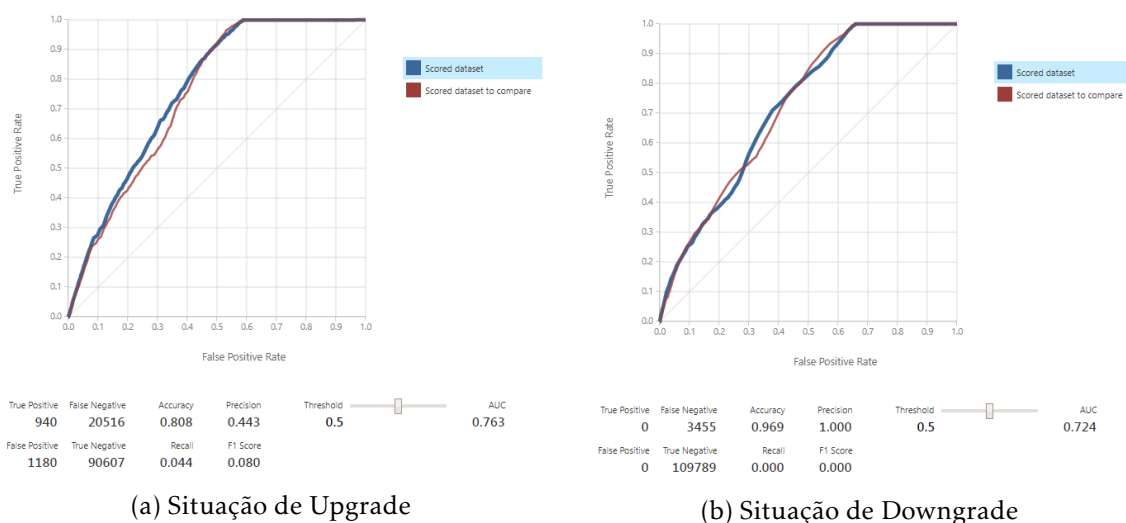 1.0
0.9
0.8
0.7
0.6
0.5
0.4
0.3
0.2
0.1
0.0
True Positive Rate
0.0 0.1 0.2 0.3 0.4 0.5 0.6 0.7 0.8 0.9 1.0
False Positive Rate
Scored dataset
Scored dataset to compare
True Positive False Negative Accuracy Precision Threshold AUC
940 20516 0.808 0.443 0.5 0.763
False Positive True Negative Recall F1 Score
1180 90607 0.044 0.080
(a) Situação de Upgrade
1.0
0.9
0.8
0.7
0.6
0.5
0.4
0.3
0.2
0.1
0.0
True Positive Rate
0.0 0.1 0.2 0.3 0.4 0.5 0.6 0.7 0.8 0.9 1.0
False Positive Rate
Scored dataset
Scored dataset to compare
True Positive False Negative Accuracy Precision Threshold AUC
0 3455 0.969 1.000 0.5 0.724
False Positive True Negative Recall F1 Score
0 109789 0.000 0.000
(b) Situação de Downgrade